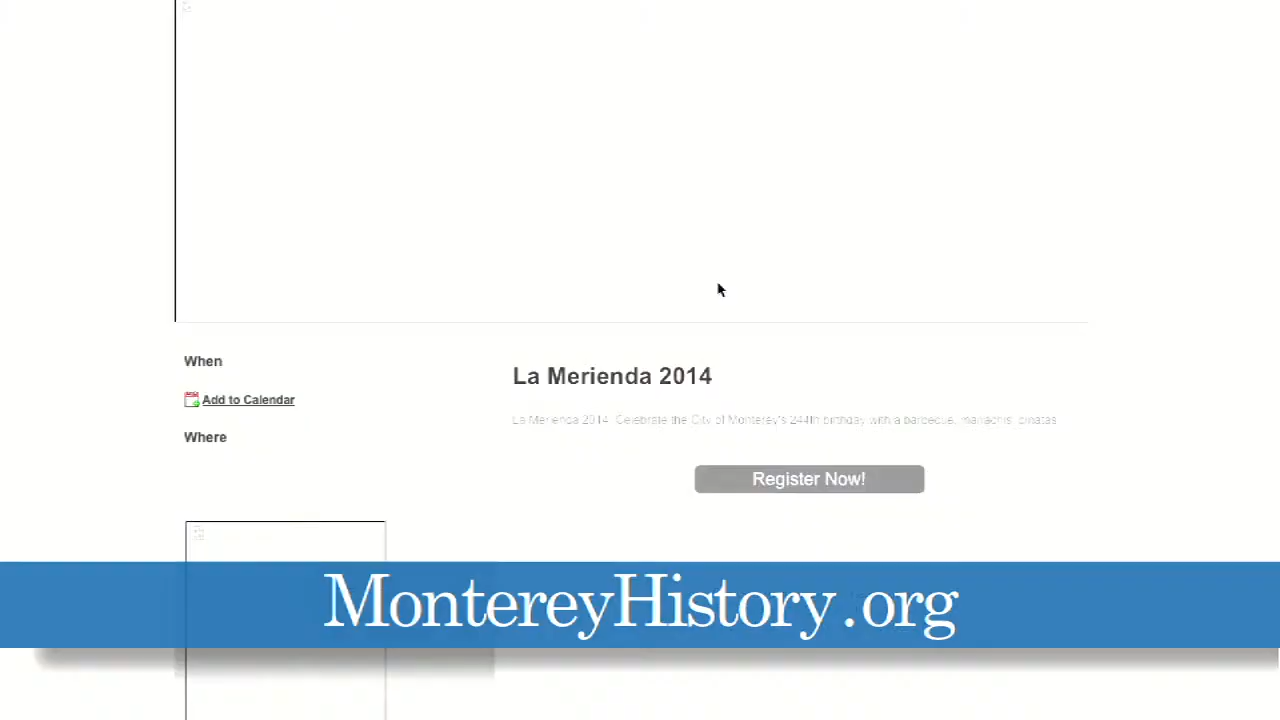 When
Add to Calendar
Where
La Merienda 2014
La Merienda 2014. Celebrate the City of Monterey's 244th birthday with a barbecue, mariachis, pinatas
Register Now!
MontereyHistory.org